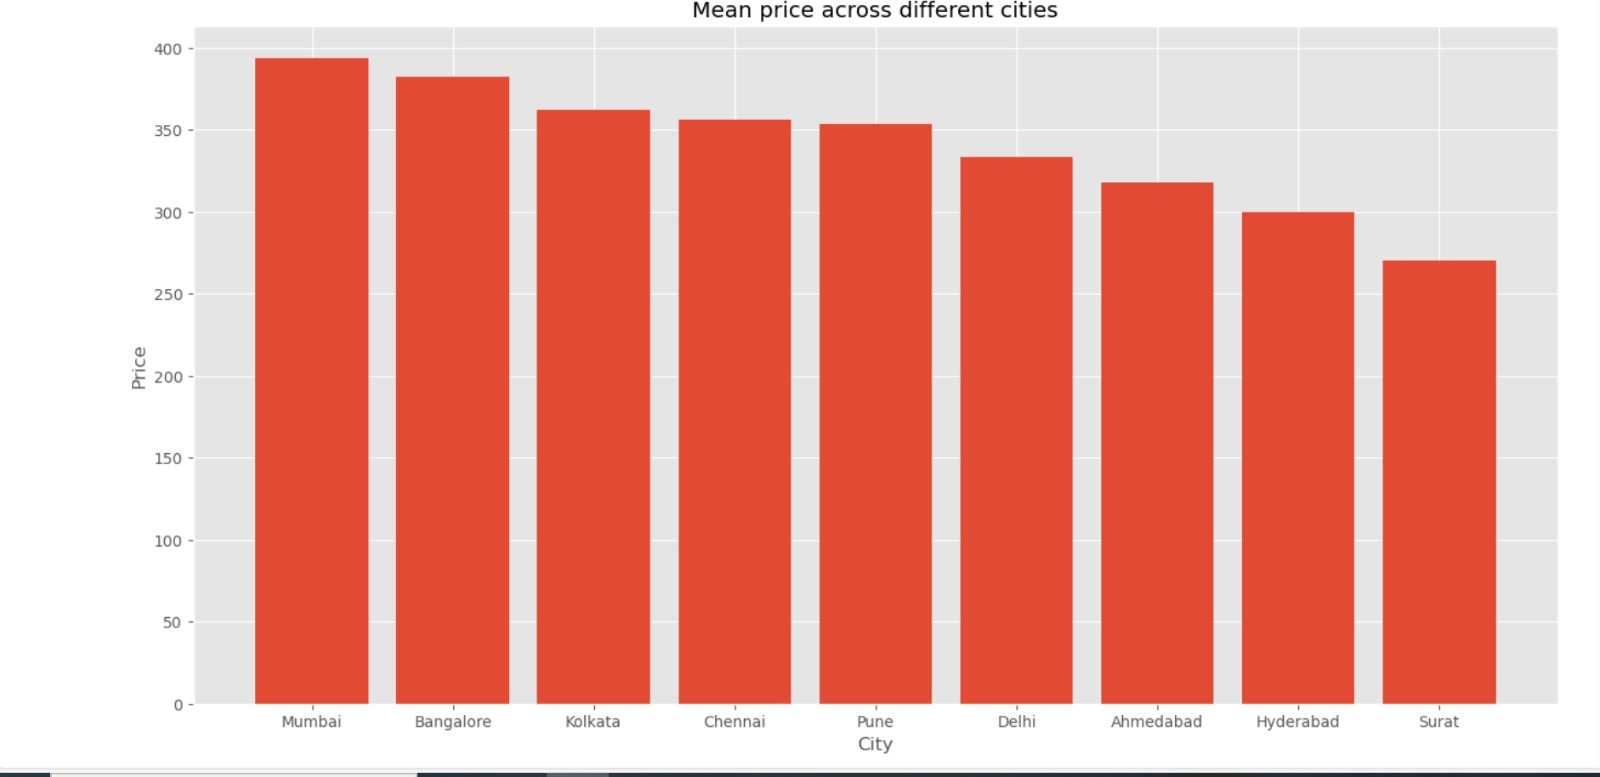 Mean price across different cities
400
350
300
250
200
150
100
50
0
Price
Mumbai Bangalore Kolkata Chennai Pune Delhi Ahmedabad Hyderabad Surat
City